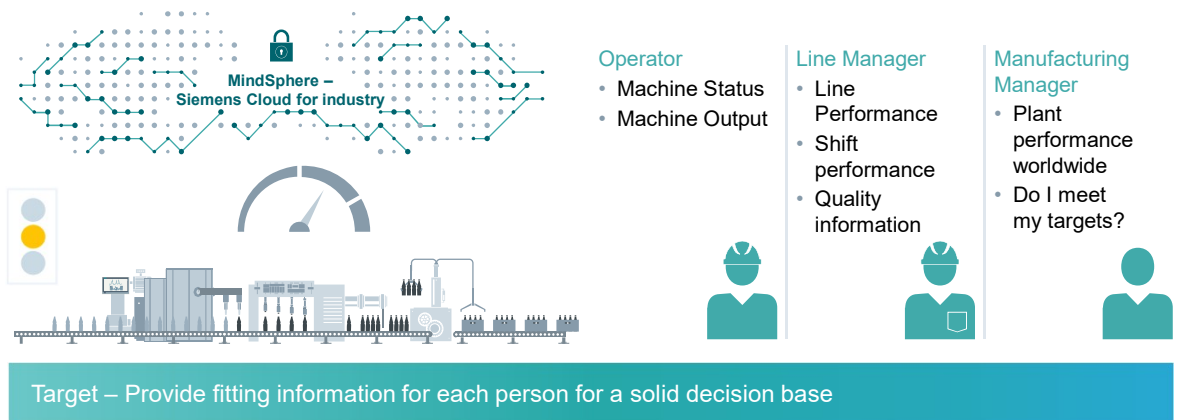 MindSphere –
Siemens Cloud for industry
Operator
• Machine Status
• Machine Output
Line Manager
• Line
Performance
• Shift
performance
• Quality
information
Manufacturing
Manager
• Plant
performance
worldwide
• Do I meet
my targets?
Target – Provide fitting information for each person for a solid decision base